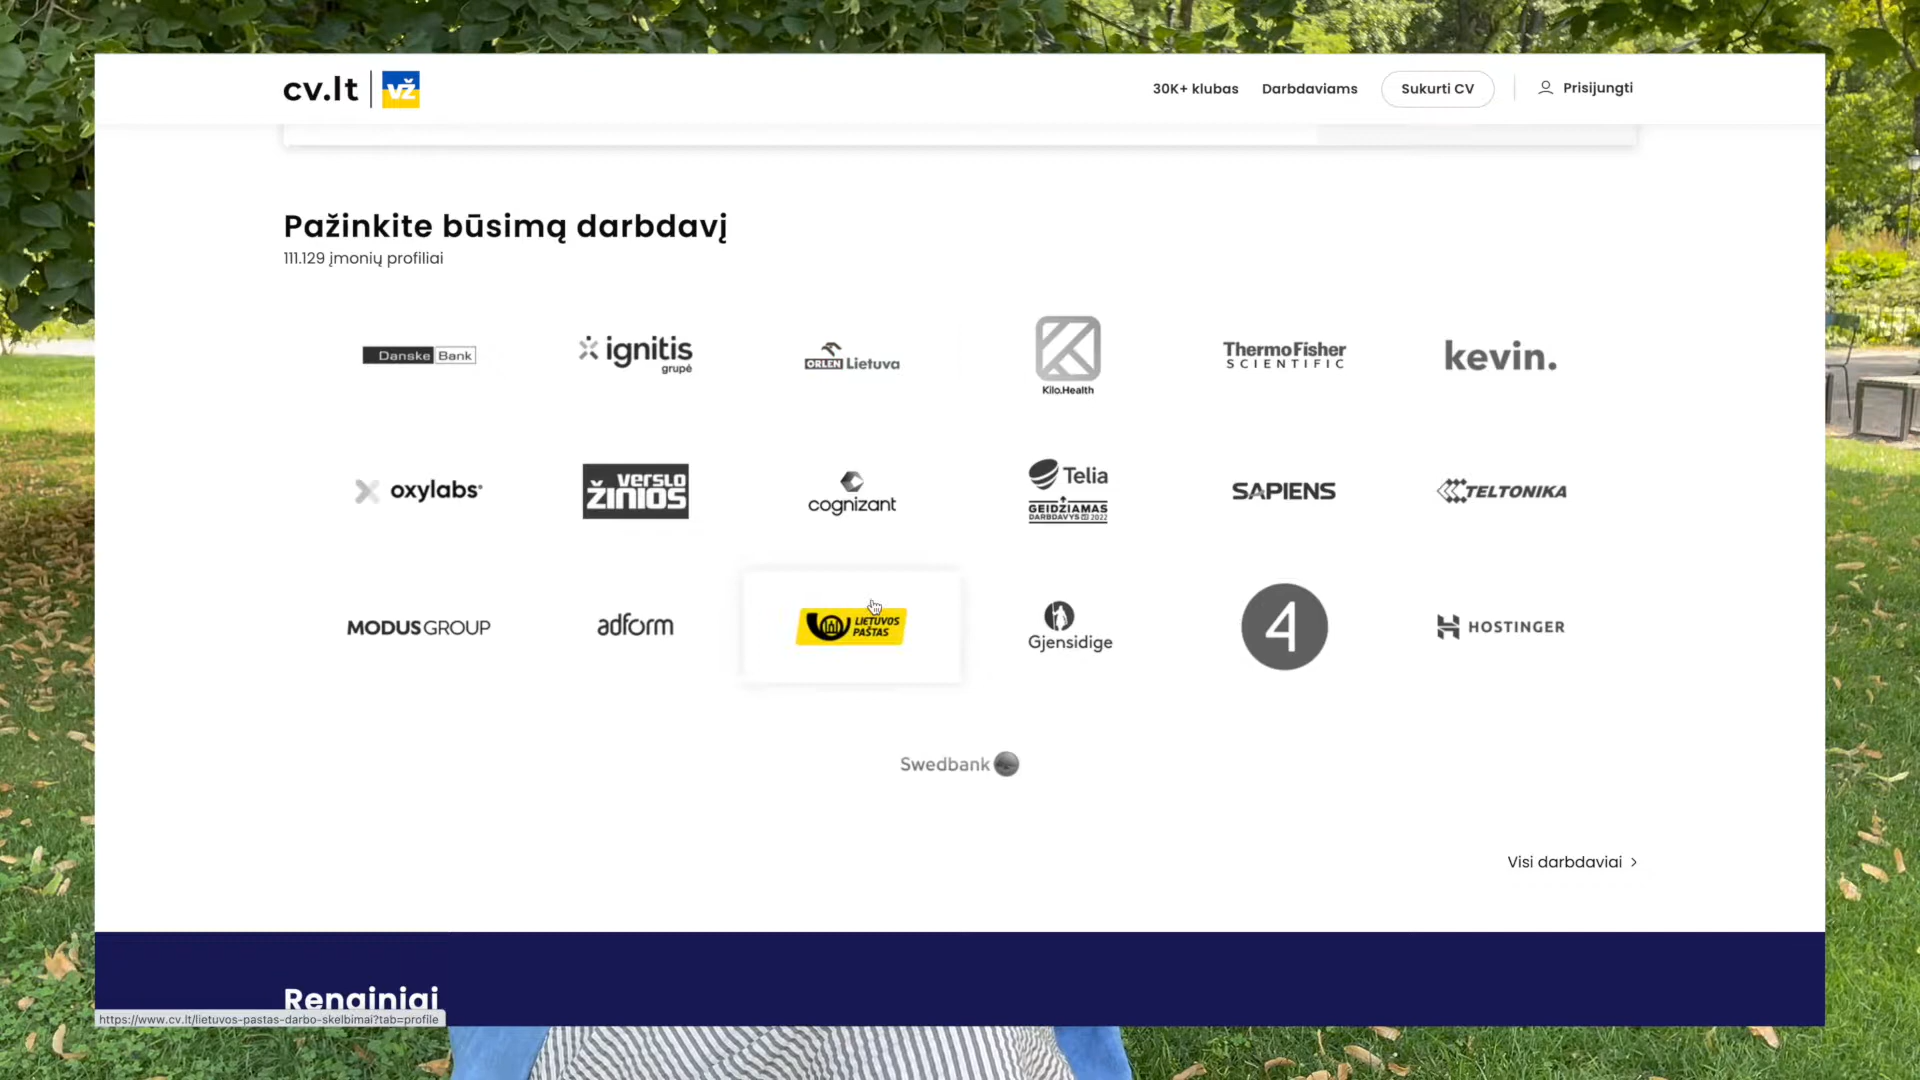 cv.lt | vž
30K+ klubas
Darbdaviams
Sukurti CV
Prisijungti
Pažinkite būsimą darbdavį
111.129 įmonių profiliai
Danske Bank
ignitis
grupė
ORLEN Lietuva
Kilo.Health
ThermoFisher
SCIENTIFIC
kevin.
oxylabs®
VERSLO
ŽINIOS
cognizant
Telia
GEIDŽIAMAS
DARBDAVYS 2022
SAPIENS
TELTONIKA
MODUS GROUP
adform
LIETUVOS
PAŠTAS
Gjensidige
4
HOSTINGER
Swedbank
Visi darbdaviai >
Renginiai
https://www.cv.lt/lietuvos-pastas-darbo-skelbimai?tab=profile